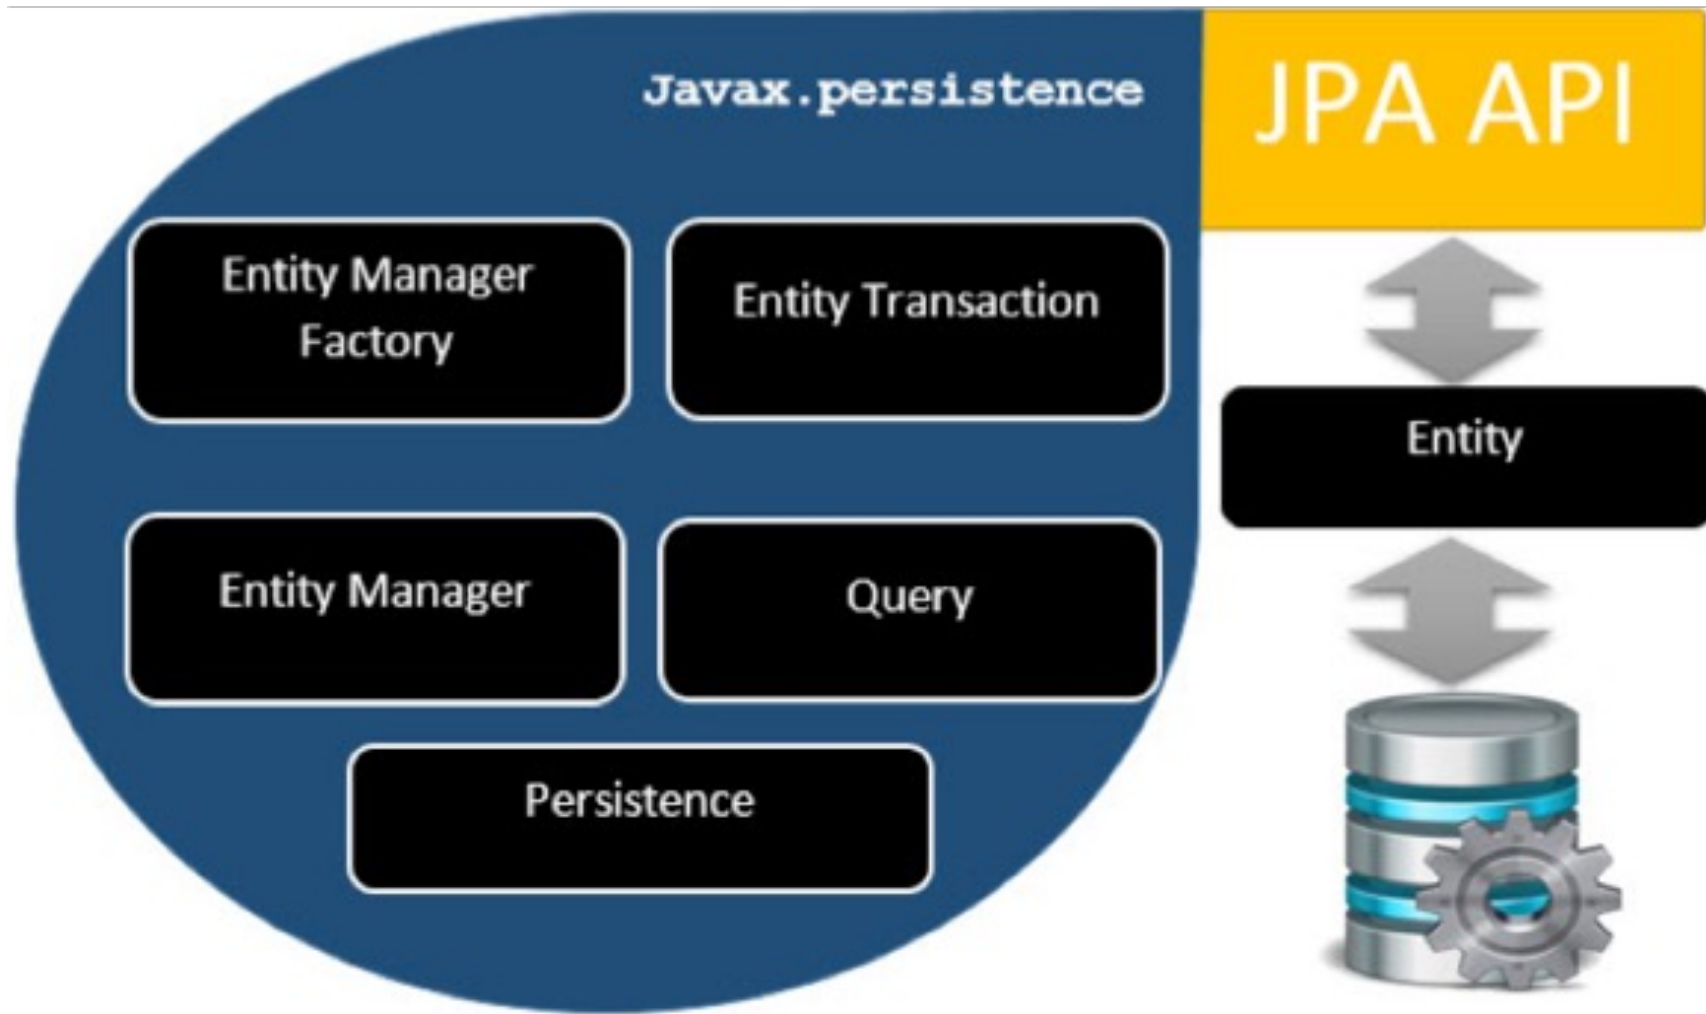 Javax.persistence
JPA API
Entity Manager
Factory
Entity Transaction
Entity
Entity Manager
Query
Persistence